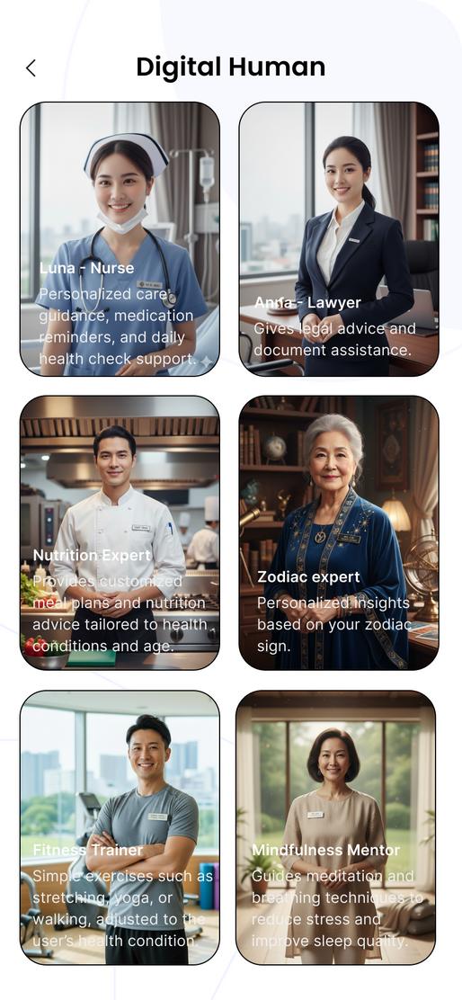 Digital Human
Luna - Nurse
Personalized care
guidance, medication
reminders, and daily
health check support.
Anna - Lawyer
Gives legal advice and
document assistance.
Nutrition Expert
Provides customized
meal plans and nutrition
advice tailored to health
conditions and age.
Zodiac expert
Personalized insights
based on your zodiac
sign.
Fitness Trainer
Simple exercises such as
stretching, yoga, or
walking, adjusted to the
user’s health condition.
Mindfulness Mentor
Guides meditation and
breathing techniques to
reduce stress and
improve sleep quality.